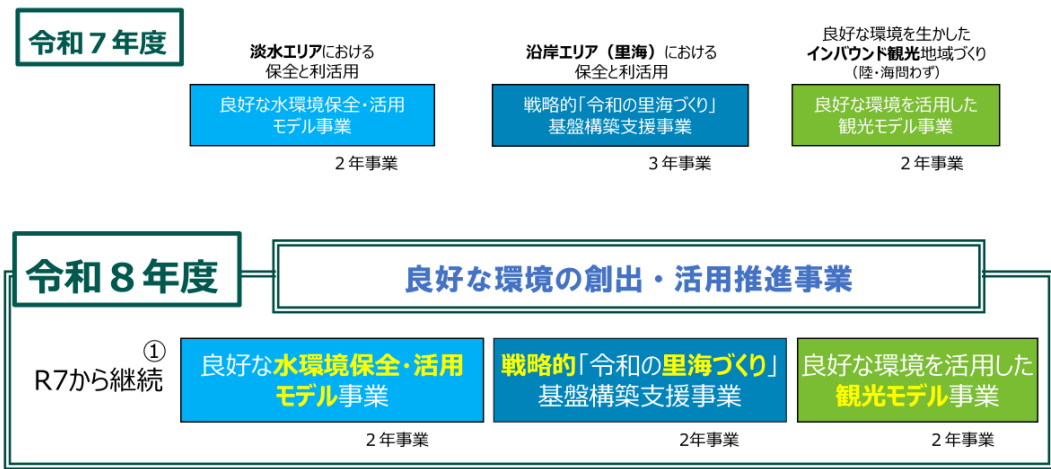 令和７年度
淡水エリアにおける
保全と利活用
良好な水環境保全・活用
モデル事業
２年事業
沿岸エリア（里海）における
保全と利活用
戦略的「令和の里海づくり」
基盤構築支援事業
３年事業
良好な環境を生かした
インバウンド観光地域づくり
（陸・海問わず）
良好な環境を活用した
観光モデル事業
２年事業
令和８年度
良好な環境の創出・活用推進事業
①
R7から継続
良好な水環境保全・活用
モデル事業
２年事業
戦略的「令和の里海づくり」
基盤構築支援事業
2年事業
良好な環境を活用した
観光モデル事業
２年事業